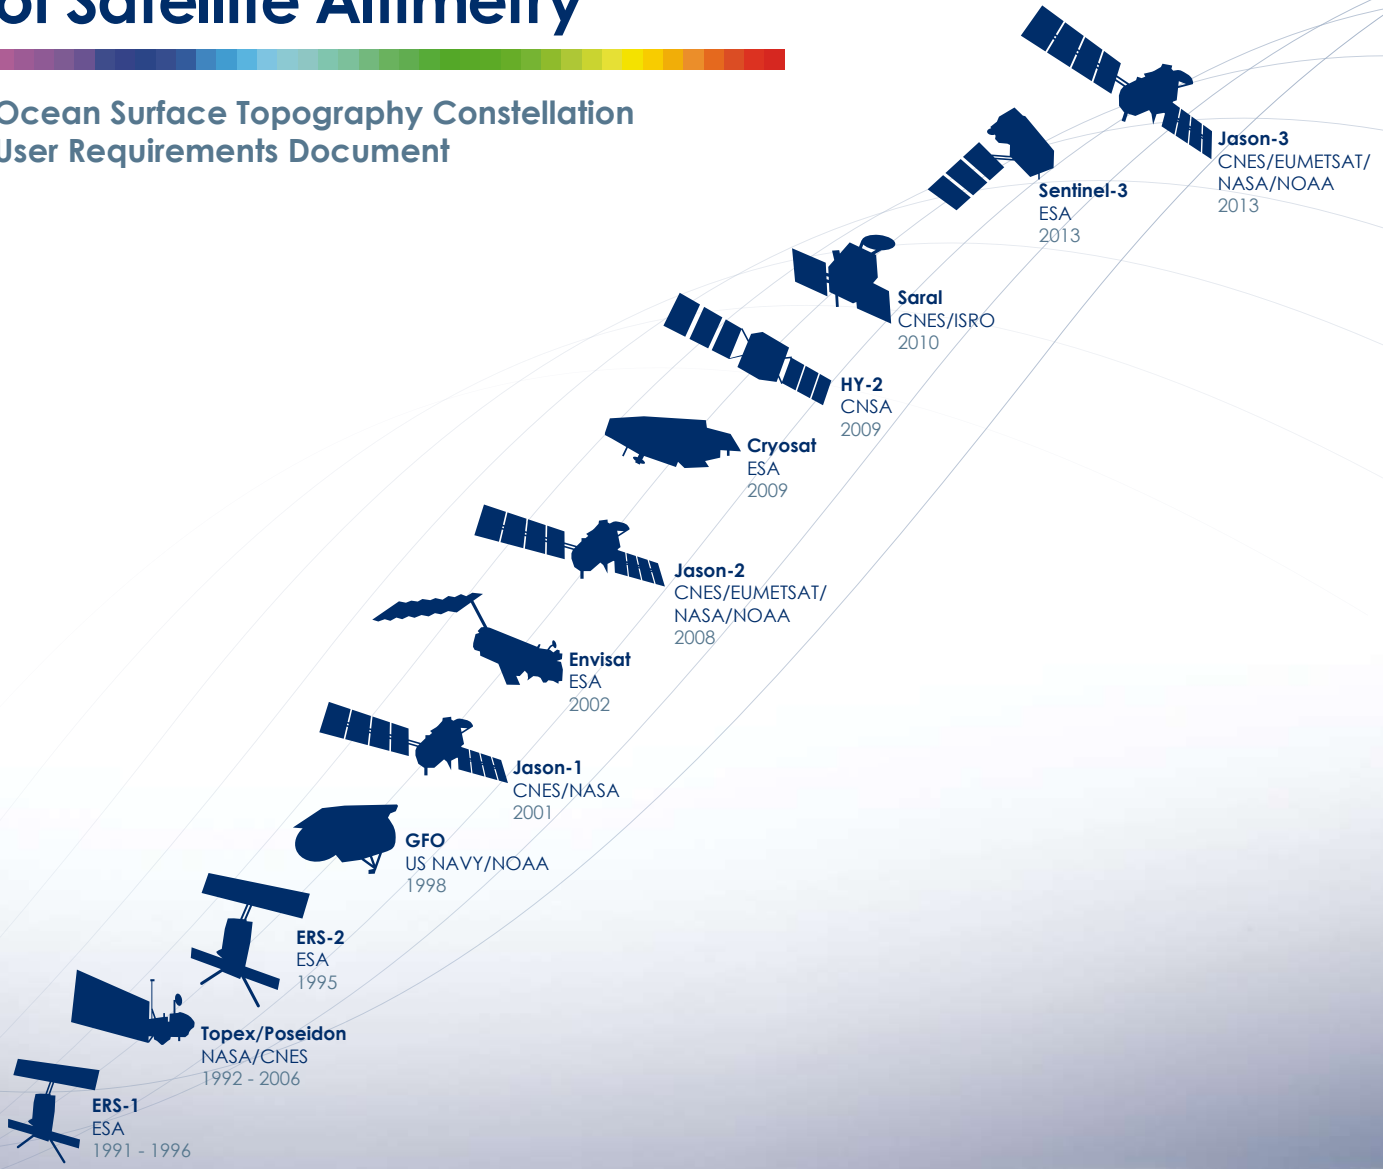 of Satellite Altimetry
Ocean Surface Topography Constellation
User Requirements Document
Jason-3
CNES/EUMETSAT/
NASA/NOAA
2013
Sentinel-3
ESA
2013
Saral
CNES/ISRO
2010
HY-2
CNSA
2009
Cryosat
ESA
2009
Jason-2
CNES/EUMETSAT/
NASA/NOAA
2008
Envisat
ESA
2002
Jason-1
CNES/NASA
2001
GFO
US NAVY/NOAA
1998
ERS-2
ESA
1995
Topex/Poseidon
NASA/CNES
1992 - 2006
ERS-1
ESA
1991 - 1996